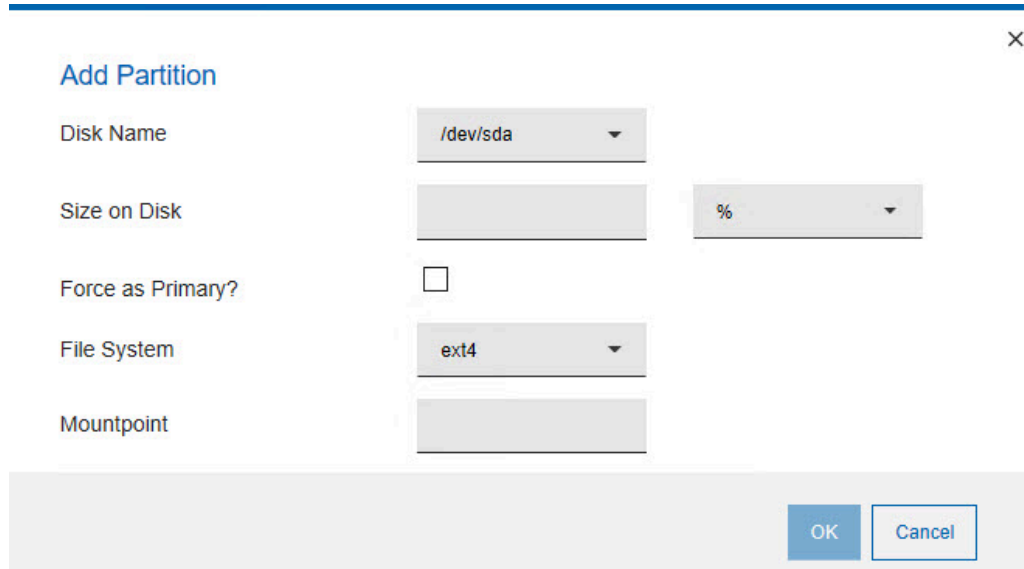 Add Partition
Disk Name /dev/sda
Size on Disk %
Force as Primary?
File System ext4
Mountpoint
OK Cancel